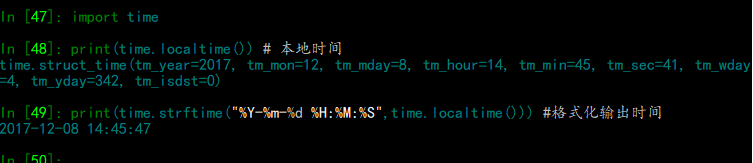 In [47]: import time
In [48]: print(time.localtime()) # 本地时间
time.struct_time(tm_year=2017, tm_mon=12, tm_mday=8, tm_hour=14, tm_min=45, tm_sec=41, tm_wday
=4, tm_yday=342, tm_isdst=0)
In [49]: print(time.strftime("%Y-%m-%d %H:%M:%S",time.localtime())) #格式化输出时间
2017-12-08 14:45:47
In [50]: